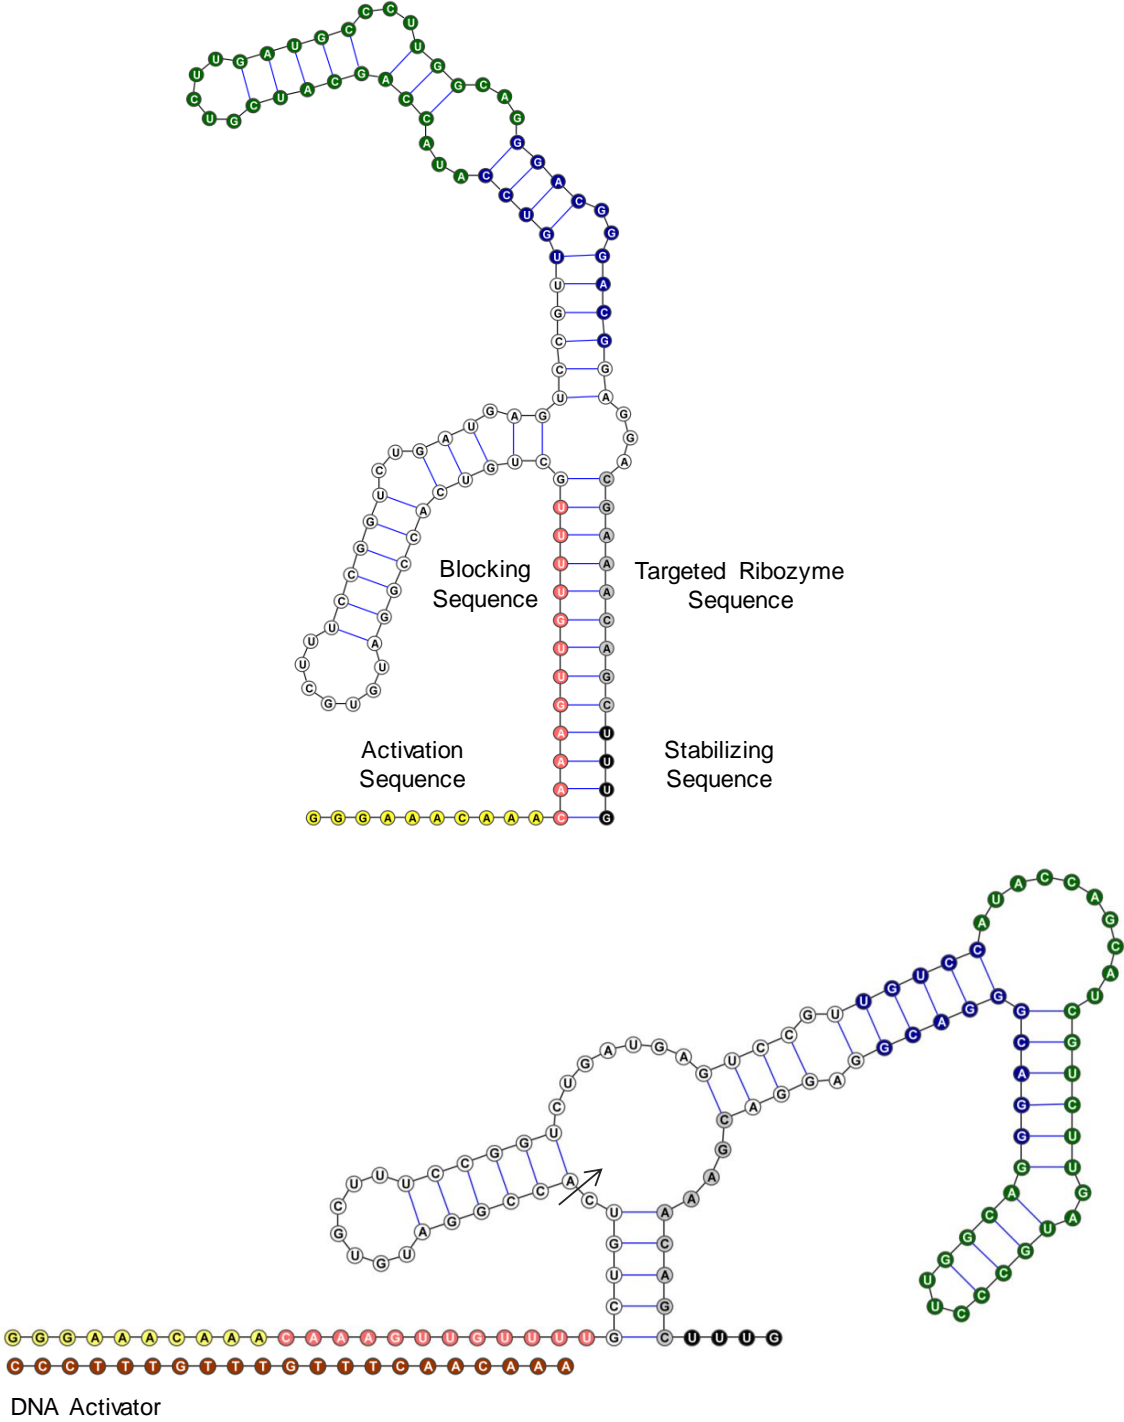 Blocking
Sequence
Targeted Ribozyme
Sequence
Activation
Sequence
Stabilizing
Sequence
G G G A A A C A A A C G
G G G A A A C A A A C A A A G U U G U U U U G C U U U G
C C C T T T G T T T G T T T C A A C A A A
DNA Activator